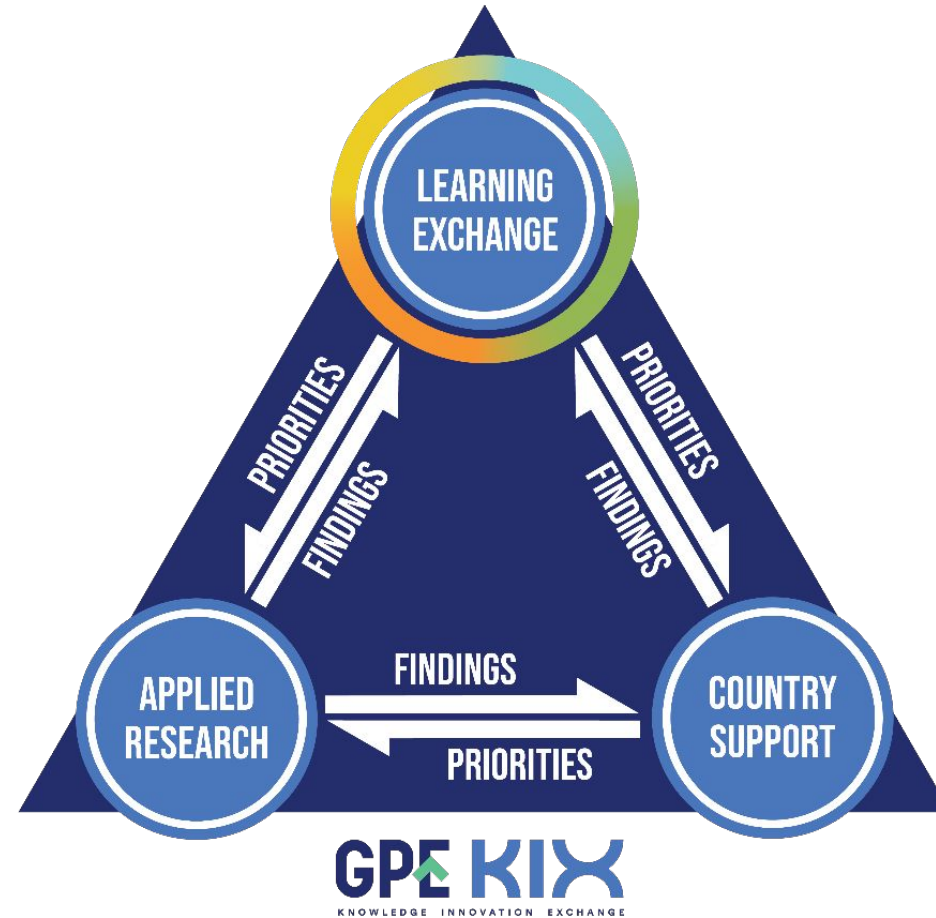 LEARNING
EXCHANGE
PRIORITIES
FINDINGS
PRIORITIES
FINDINGS
APPLIED
RESEARCH
FINDINGS
PRIORITIES
COUNTRY
SUPPORT
GPE KIX
KNOWLEDGE INNOVATION EXCHANGE